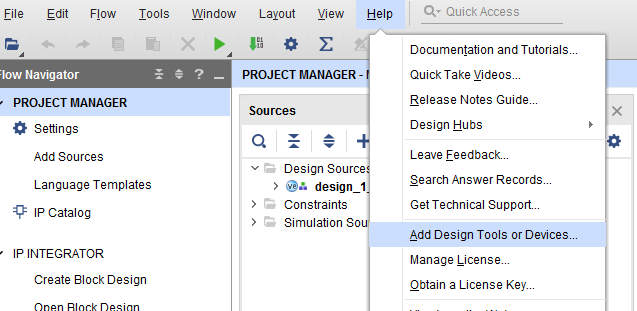 File Edit Flow Tools Window Layout View Help Quick Access
Flow Navigator
PROJECT MANAGER
Settings
Add Sources
Language Templates
IP Catalog
IP INTEGRATOR
Create Block Design
Open Block Design
PROJECT MANAGER -
Sources
Design Sources
design_1_
Constraints
Simulation Sou
Documentation and Tutorials...
Quick Take Videos...
Release Notes Guide...
Design Hubs
Leave Feedback...
Search Answer Records...
Get Technical Support...
Add Design Tools or Devices...
Manage License...
Obtain a License Key...